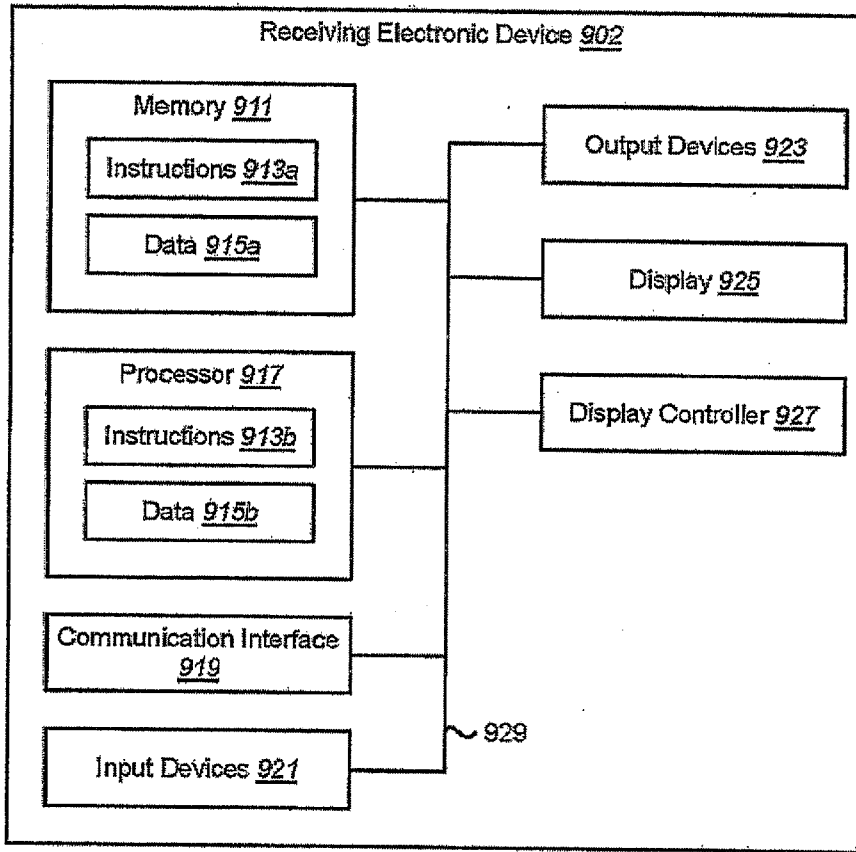 Receiving Electronic Device 902
Memory 911
Instructions 913a
Data 915a
Processor 917
Instructions 913b
Data 915b
Communication Interface
919
Input Devices 921
Output Devices 923
Display 925
Display Controller 927
929